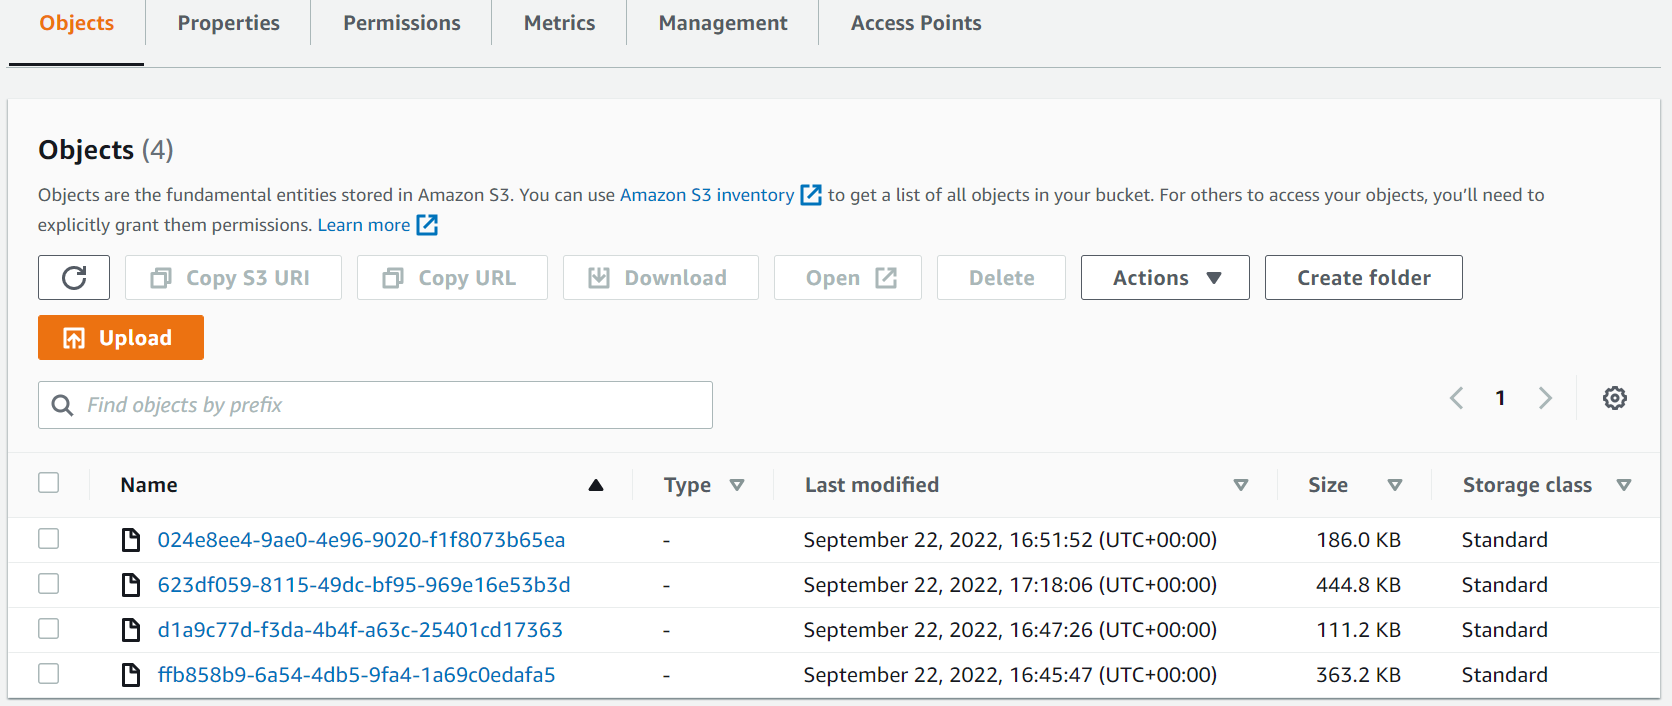 Objects Properties Permissions Metrics Management Access Points
Objects (4)
Objects are the fundamental entities stored in Amazon S3. You can use Amazon S3 inventory to get a list of all objects in your bucket. For others to access your objects, you’ll need to
explicitly grant them permissions. Learn more
Copy S3 URI Copy URL Download Open Delete Actions Create folder
Upload
Find objects by prefix 1
Name Type Last modified Size Storage class
024e8ee4-9ae0-4e96-9020-f1f8073b65ea - September 22, 2022, 16:51:52 (UTC+00:00) 186.0 KB Standard
623df059-8115-49dc-bf95-969e16e53b3d - September 22, 2022, 17:18:06 (UTC+00:00) 444.8 KB Standard
d1a9c77d-f3da-4b4f-a63c-25401cd17363 - September 22, 2022, 16:47:26 (UTC+00:00) 111.2 KB Standard
ffb858b9-6a54-4db5-9fa4-1a69c0edafa5 - September 22, 2022, 16:45:47 (UTC+00:00) 363.2 KB Standard